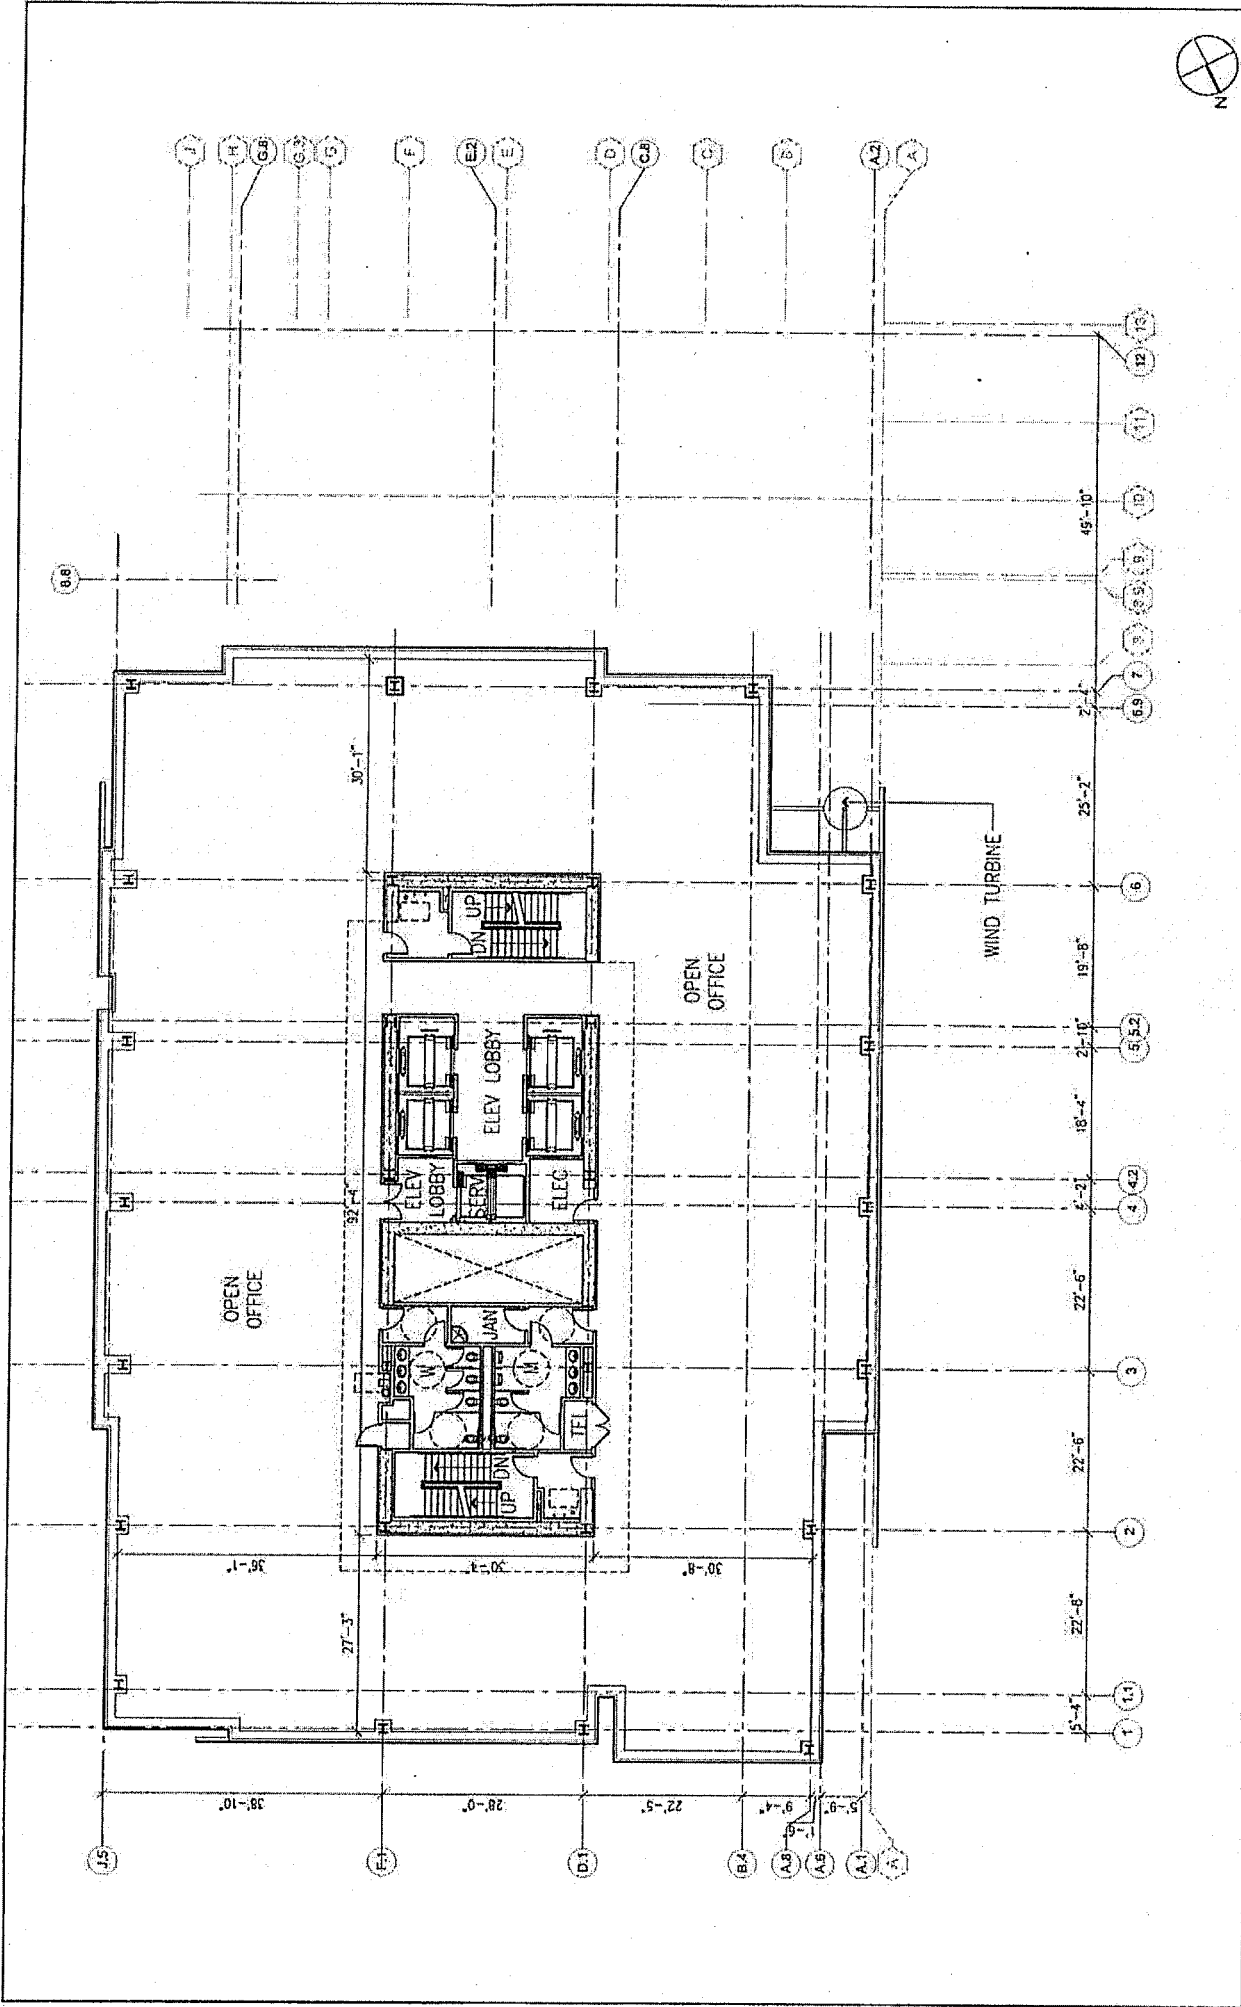 N
J
H
G.8
G.3
G
F
E.2
E
D
C.8
C
B
A.2
A
8.8
13
12
11
10
9
8.9
7
6.9
6
5.2
5
4.2
4
3
2
1.1
1
49'-10"
2'-4"
25'-2"
19'-8"
2'-10"
18'-4"
22'-6"
22'-6"
22'-8"
5'-4"
30'-1"
92'-4"
27'-3"
36'-1"
30'-4"
30'-8"
WIND TURBINE
OPEN
OFFICE
OPEN
OFFICE
UP
DN
ELEV LOBBY
ELEV
LOBBY
SERV
ELEC
JAN
W
M
TEL
DN
UP
38'-10"
28'-0"
22'-5"
9'-4"
1'-6"
5'-9"
J.5
F.1
D.1
B.4
A.8
A.6
A.1
A